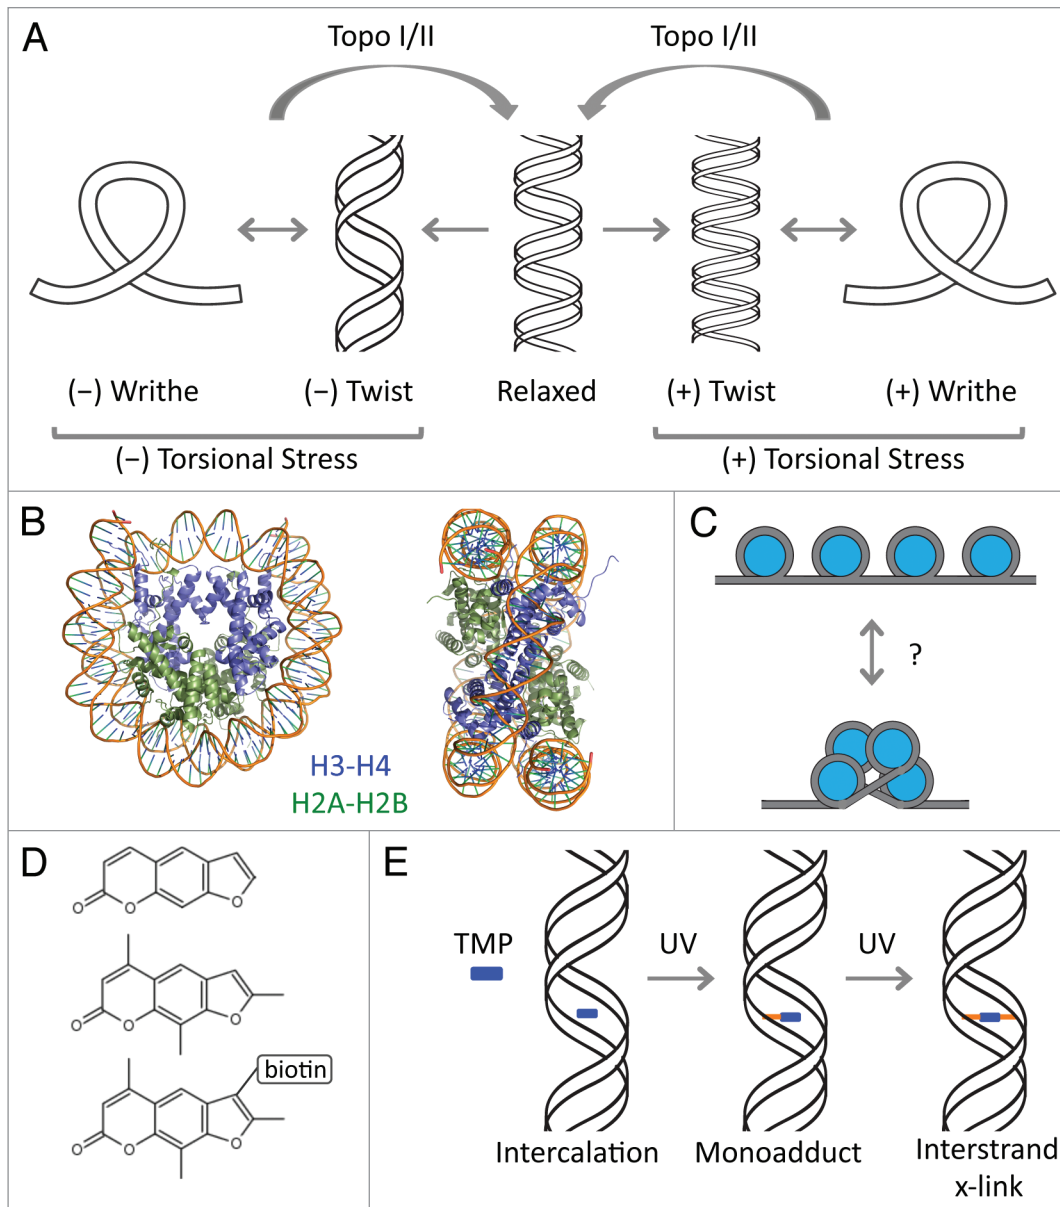 A
Topo I/II
Topo I/II
(−) Writhe
(−) Twist
Relaxed
(+) Twist
(+) Writhe
(−) Torsional Stress
(+) Torsional Stress
B
H3-H4
H2A-H2B
C
?
D
O
O
O
O
O
O
biotin
O
O
O
E
TMP
UV
UV
Intercalation
Monoadduct
Interstrand
x-link